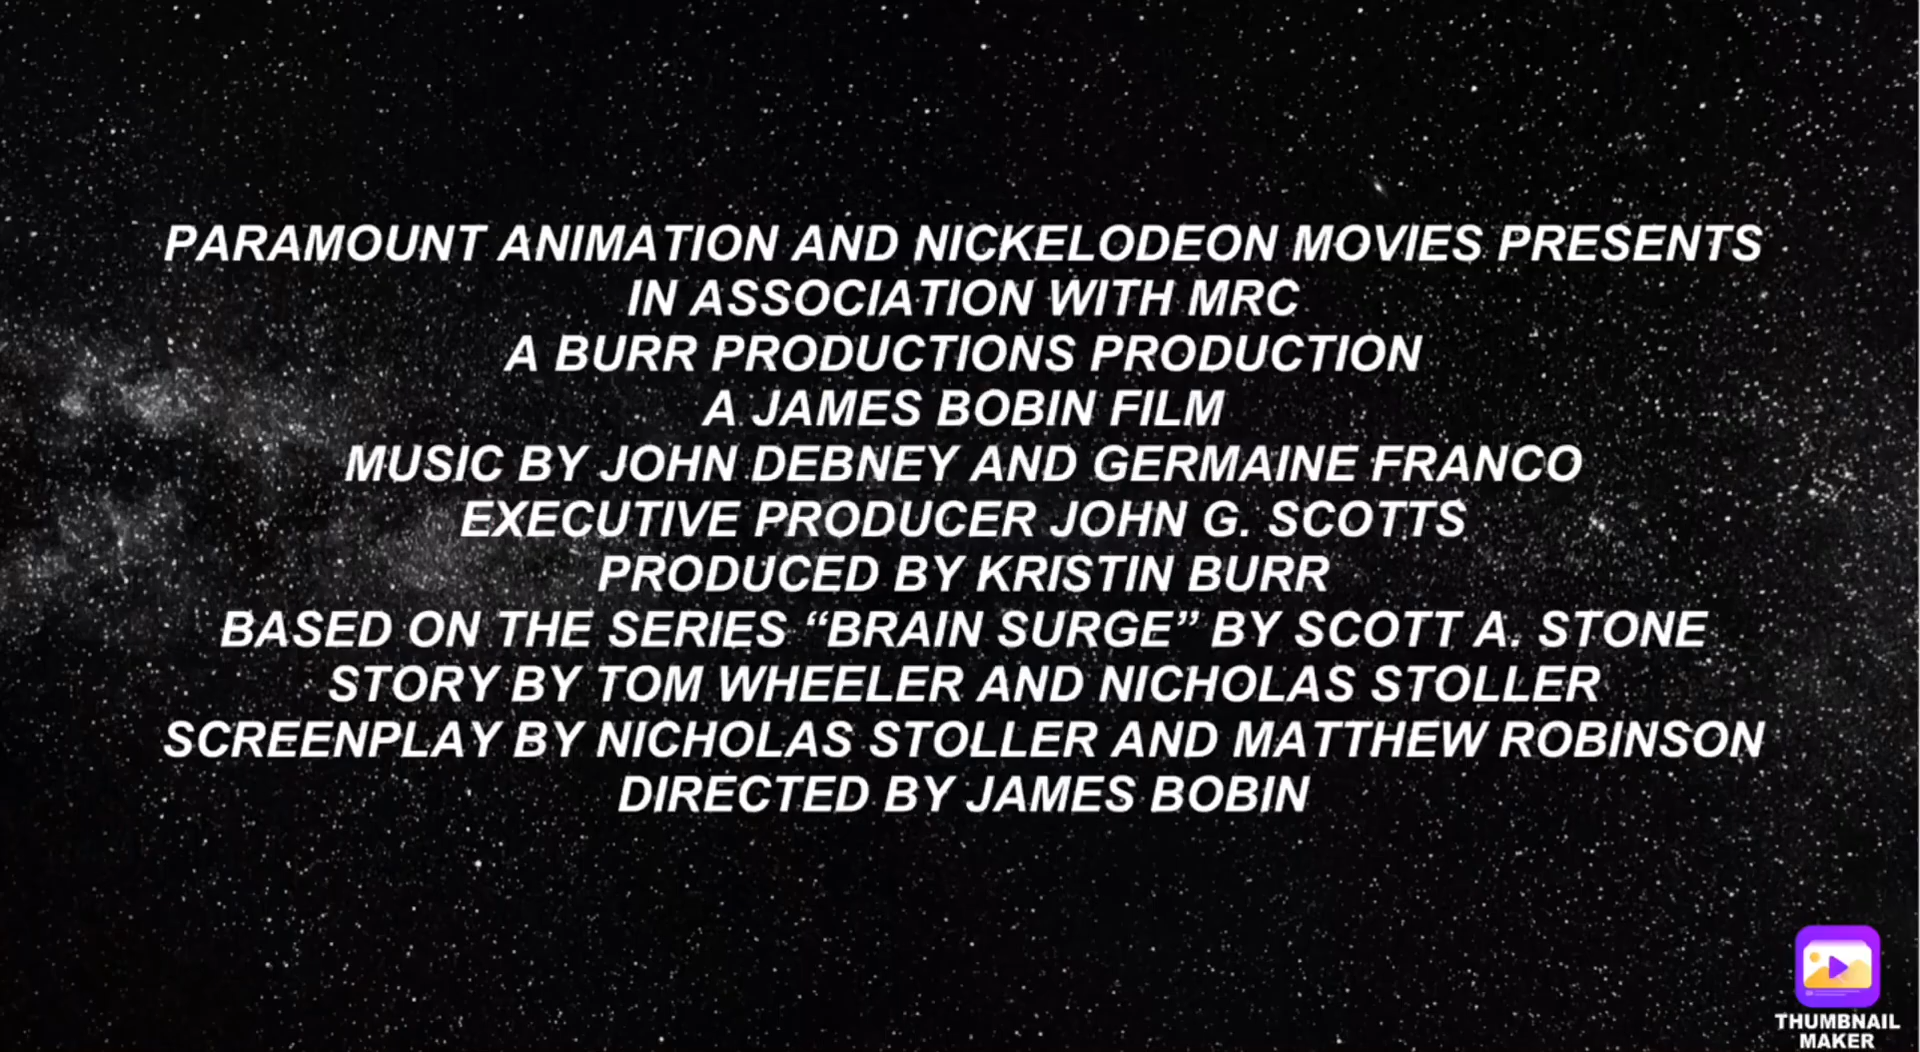 PARAMOUNT ANIMATION AND NICKELODEON MOVIES PRESENTS
IN ASSOCIATION WITH MRC
A BURR PRODUCTIONS PRODUCTION
A JAMES BOBIN FILM
MUSIC BY JOHN DEBNEY AND GERMAINE FRANCO
EXECUTIVE PRODUCER JOHN G. SCOTTS
PRODUCED BY KRISTIN BURR
BASED ON THE SERIES “BRAIN SURGE” BY SCOTT A. STONE
STORY BY TOM WHEELER AND NICHOLAS STOLLER
SCREENPLAY BY NICHOLAS STOLLER AND MATTHEW ROBINSON
DIRECTED BY JAMES BOBIN
THUMBNAIL
MAKER